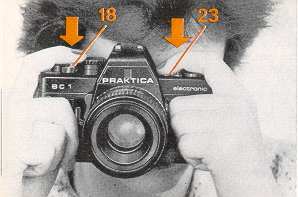 18
23
PRAKTICA
BC 1
electronic